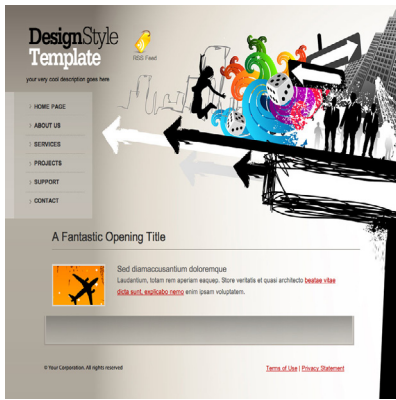 DesignStyle
Template
your very cool description goes here
RSS Feed
HOME PAGE
ABOUT US
SERVICES
PROJECTS
SUPPORT
CONTACT
A Fantastic Opening Title
Sed diamaccusantium doloremque
Laudantium, totam rem aperiam eaquep. Store veritatis et quasi architecto beatae vitae
dicta sunt, explicabo nemo enim ipsam voluptatem.
© Your Corporation. All rights reserved
Terms of Use | Privacy Statement